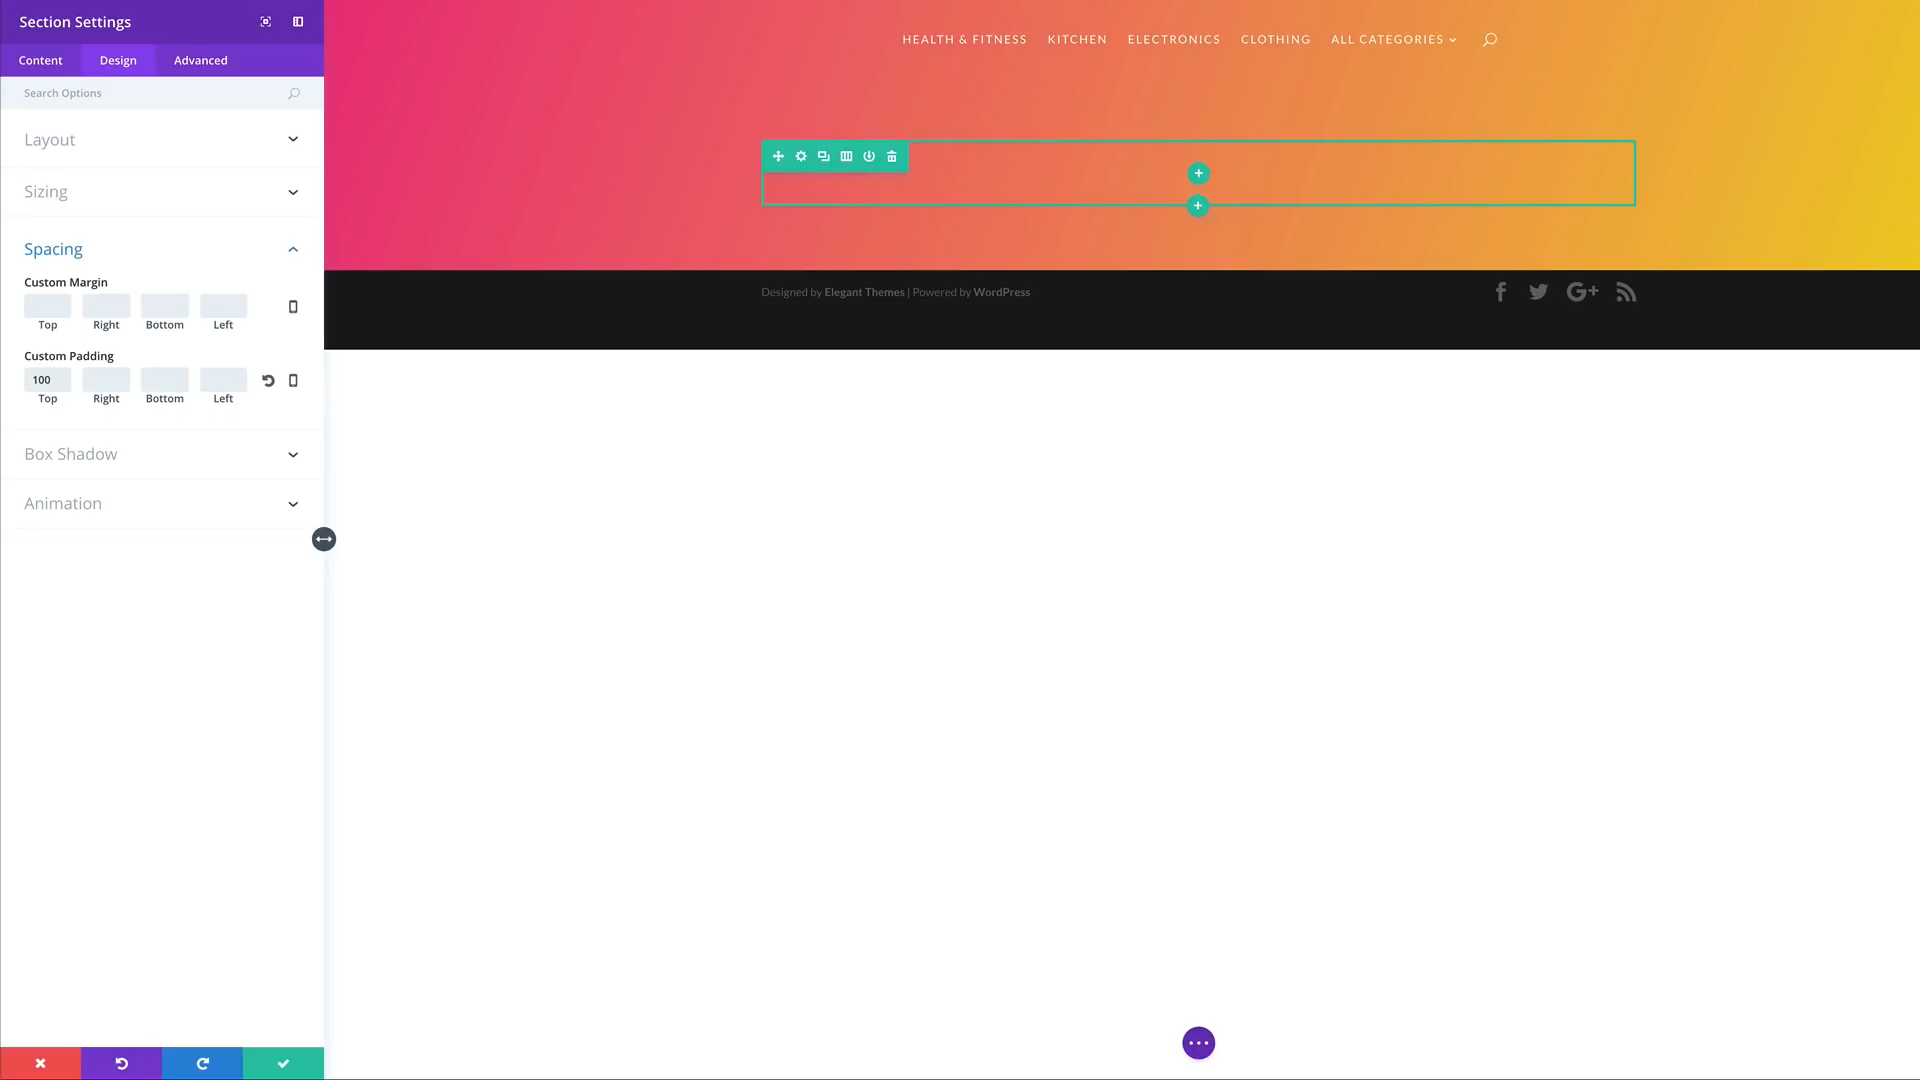 Section Settings
Content Design Advanced
Search Options
Layout
Sizing
Spacing
Custom Margin
Top Right Bottom Left
Custom Padding
100
Top Right Bottom Left
Box Shadow
Animation
HEALTH & FITNESS KITCHEN ELECTRONICS CLOTHING ALL CATEGORIES
Designed by Elegant Themes | Powered by WordPress
G+